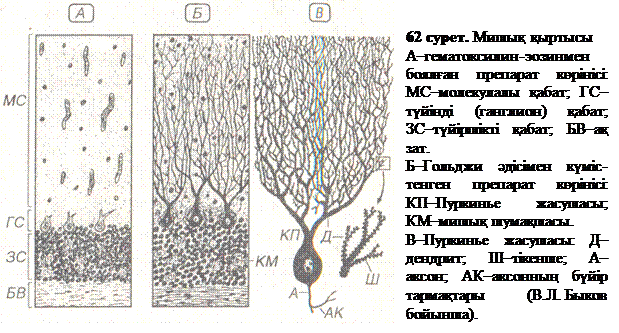 А Б В
МС
ГС
ЗС
БВ
КП
КМ
Д
Ш
А
АК
62 сурет. Мишық қыртысы
А–гематоксилин–эозинмен
боялған препарат көрінісі:
МС–молекулалы қабат; ГС–
түйінді (ганглион) қабат;
ЗС–түйіршікті қабат; БВ–ақ
зат.
Б–Гольджи әдісімен күміс-
тенген препарат көрінісі:
КП–Пуркинье жасушасы;
КМ–мишық шумақшасы.
В–Пуркинье жасушасы: Д–
дендрит; Ш–тікенше; А–
аксон; АК–аксонның бүйір
тармақтары (В.Л. Быков
бойынша).